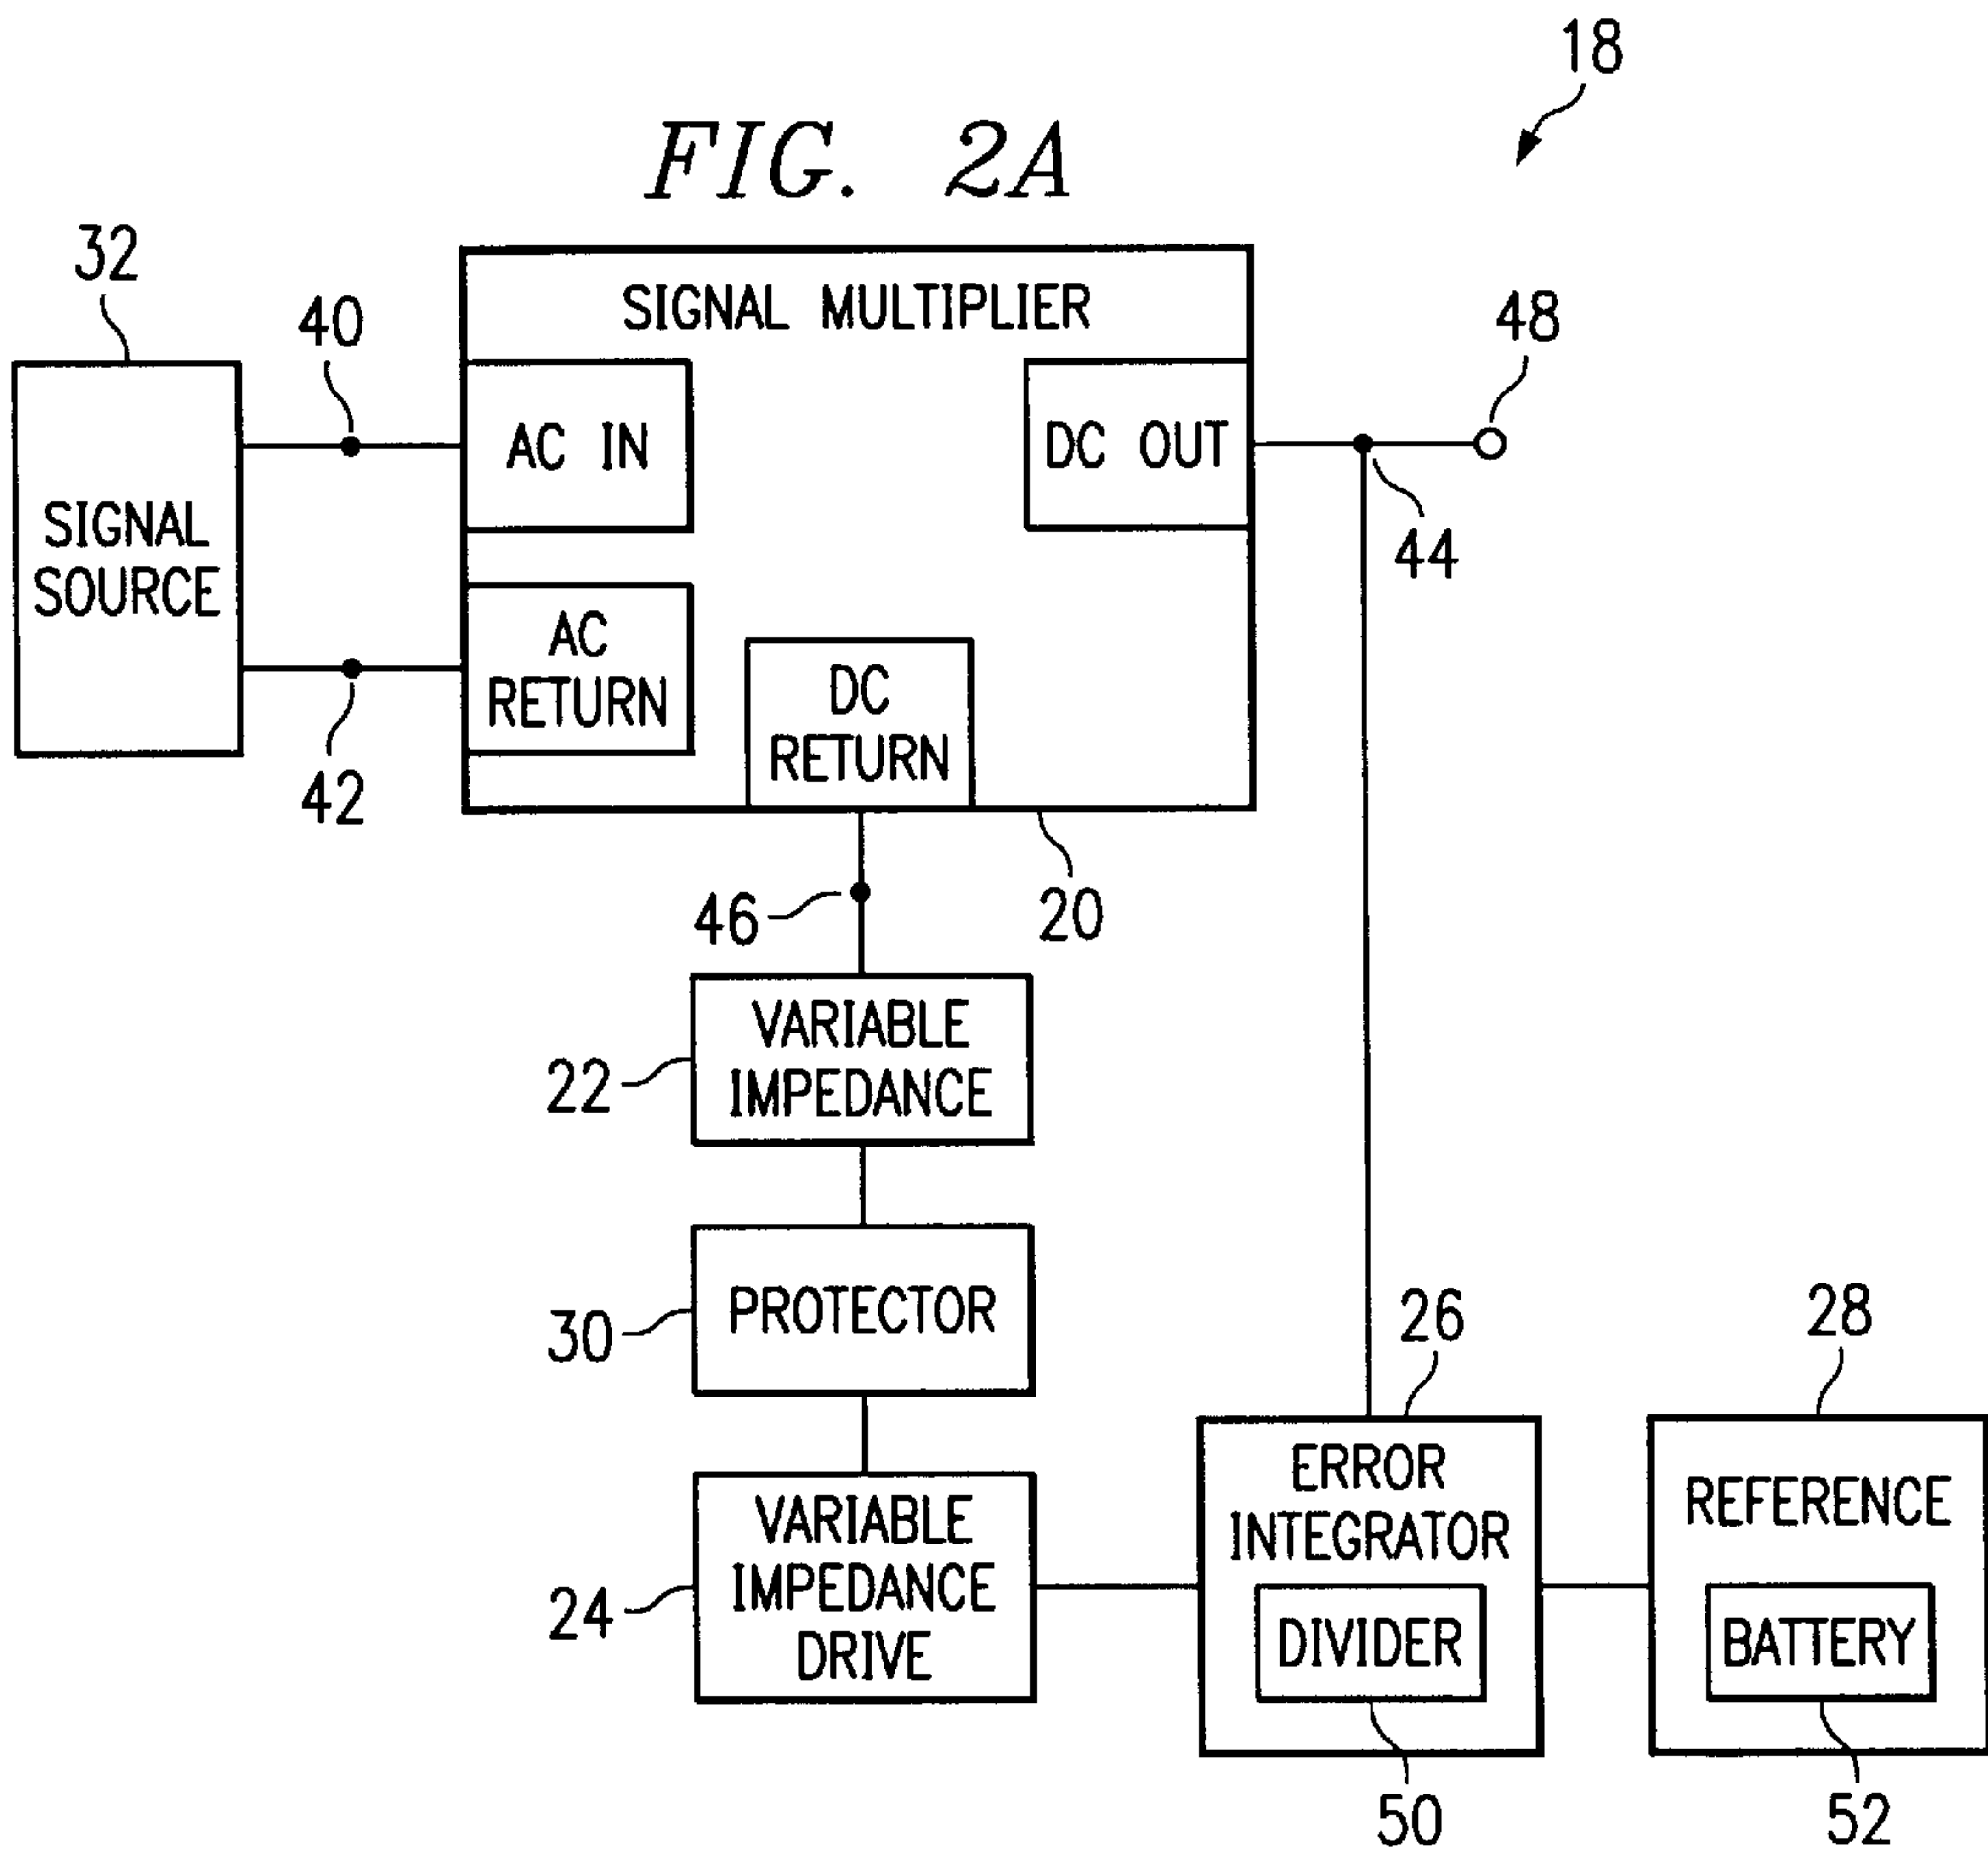 18
FIG. 2A
32
40
SIGNAL MULTIPLIER
48
AC IN
DC OUT
SIGNAL
SOURCE
44
AC
RETURN
DC
RETURN
42
46
20
VARIABLE
IMPEDANCE
22
PROTECTOR
30
26
28
VARIABLE
IMPEDANCE
DRIVE
24
ERROR
INTEGRATOR
DIVIDER
REFERENCE
BATTERY
50
52